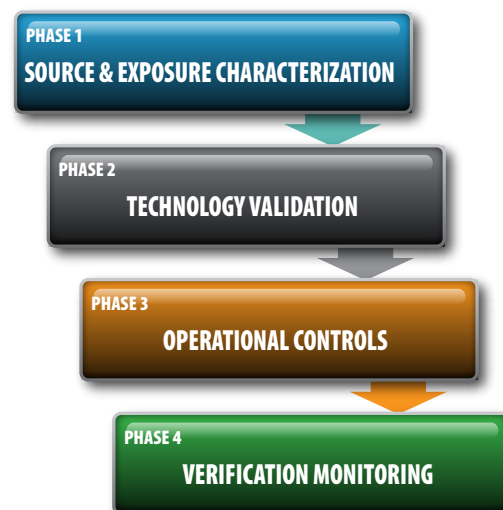 PHASE 1
SOURCE & EXPOSURE CHARACTERIZATION
PHASE 2
TECHNOLOGY VALIDATION
PHASE 3
OPERATIONAL CONTROLS
PHASE 4
VERIFICATION MONITORING